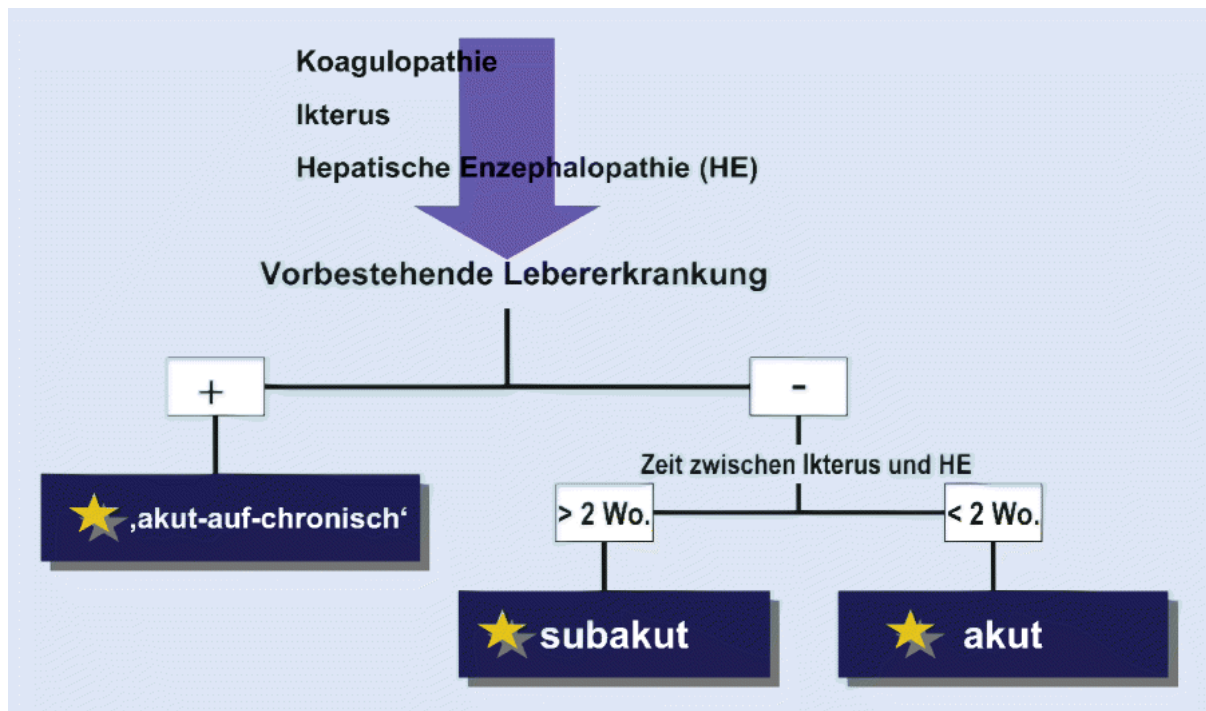 Koagulopathie
Ikterus
Hepatische Enzephalopathie (HE)
Vorbestehende Lebererkrankung
+
-
Zeit zwischen Ikterus und HE
‚akut-auf-chronisch‘
> 2 Wo.
< 2 Wo.
subakut
akut